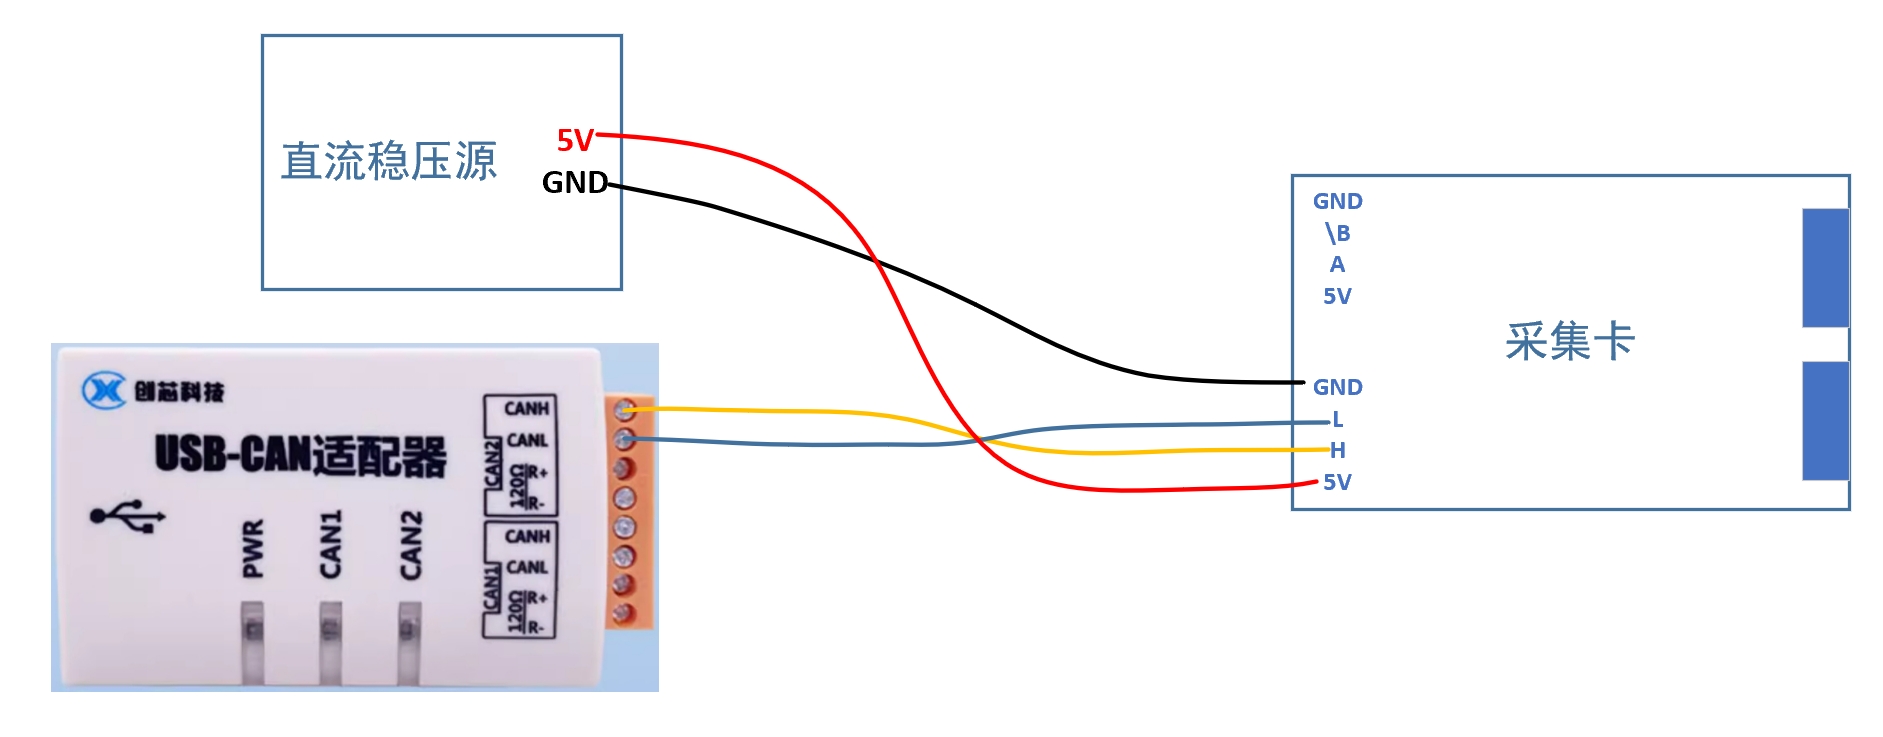 直流稳压源
5V
GND
创芯科技
USB-CAN适配器
PWR
CAN1
CAN2
CANH
CANL
CAN2
120Ω
R+
R-
CANH
CANL
CAN1
120Ω
R+
R-
GND
\B
A
5V
采集卡
GND
L
H
5V